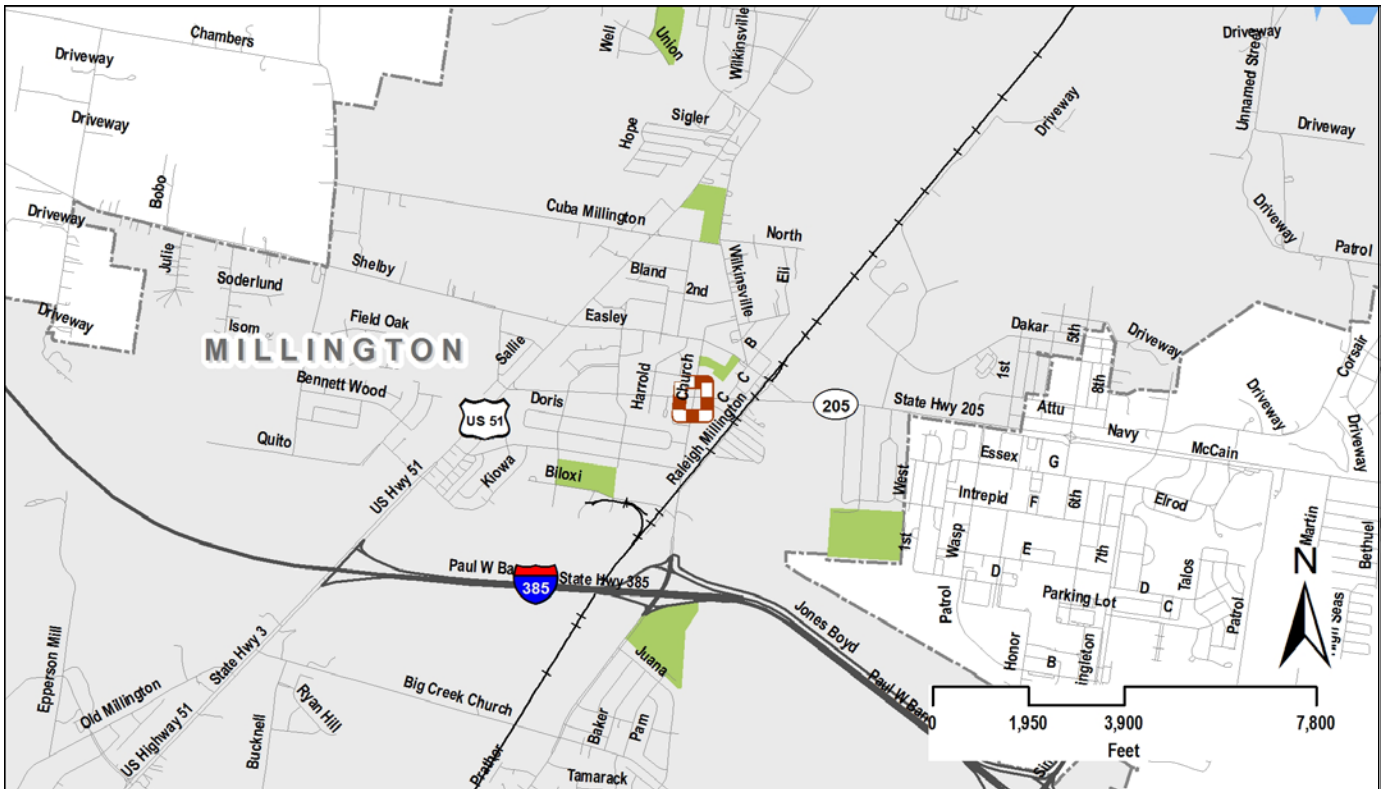 Chambers
Well
Union
Wilkinsville
Driveway
Unnamed Street
Driveway
Driveway
Sigler
Hope
Driveway
Driveway
Bobo
Driveway
Cuba Millington
North
Driveway
Patrol
Julie
Shelby
Soderlund
Bland
2nd
Wilkinsville
Eli
Driveway
Isom
Field Oak
Easley
Dakar
5th
Driveway
MILLINGTON
Sallie
B
Corsair
Bennett Wood
Harrold
Church
C
1st
8th
Doris
C
205
State Hwy 205
Attu
Driveway
US 51
Navy
Driveway
Quito
Raleigh Millington
McCain
Essex
G
Kiowa
Biloxi
West
US Hwy 51
Intrepid
F
6th
Elrod
1st
Wasp
E
7th
Martin
Bethuel
N
Paul W Ba
385
State Hwy 385
D
D
Talos
Parking Lot
C
Patrol
Patrol
Jones Boyd
High Seas
Epperson Mill
State Hwy 3
Juana
Honor
B
ington
Old Millington
Big Creek Church
Paul W Barr
Ryan Hill
US Highway 51
Bucknell
Baker
Pam
Prather
Tamarack
0
1,950
3,900
7,800
Feet